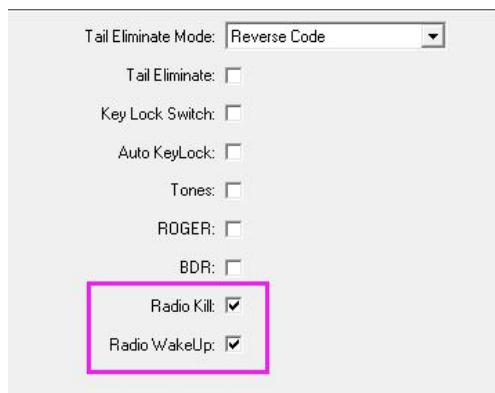 Tail Eliminate Mode: Reverse Code
Tail Eliminate:
Key Lock Switch:
Auto KeyLock:
Tones:
ROGER:
BDR:
Radio Kill:
Radio WakeUp: